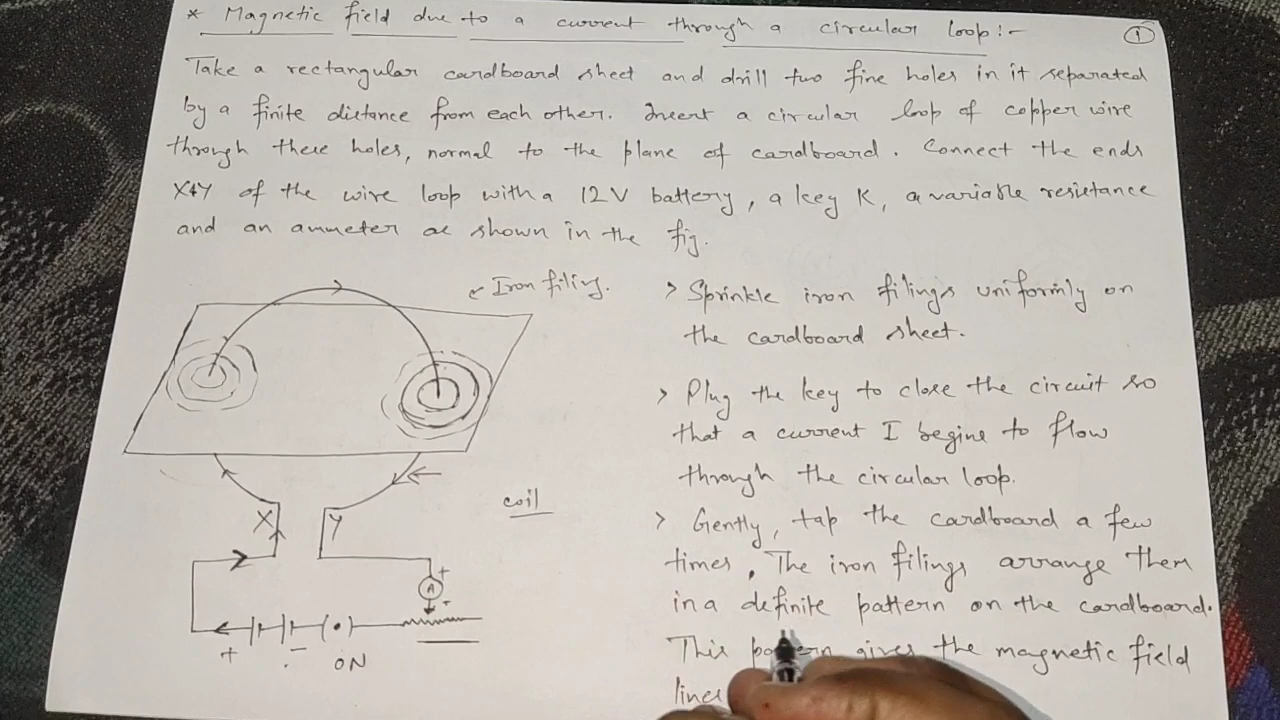 * Magnetic field due to a current through a circular loop :-
①
Take a rectangular cardboard sheet and drill two fine holes in it separated
by a finite distance from each other. Insert a circular loop of copper wire
through these holes, normal to the plane of cardboard. Connect the ends
X&Y of the wire loop with a 12V battery, a key K, a variable resistance
and an ammeter as shown in the fig.
Iron filing.
X
Y
coil
A
+
-
+
-
ON
> Sprinkle iron filings uniformly on
the cardboard sheet.
> Plug the key to close the circuit so
that a current I begins to flow
through the circular loop.
> Gently, tap the cardboard a few
times, The iron filings arrange them
in a definite pattern on the cardboard.
This gives the magnetic field
lines